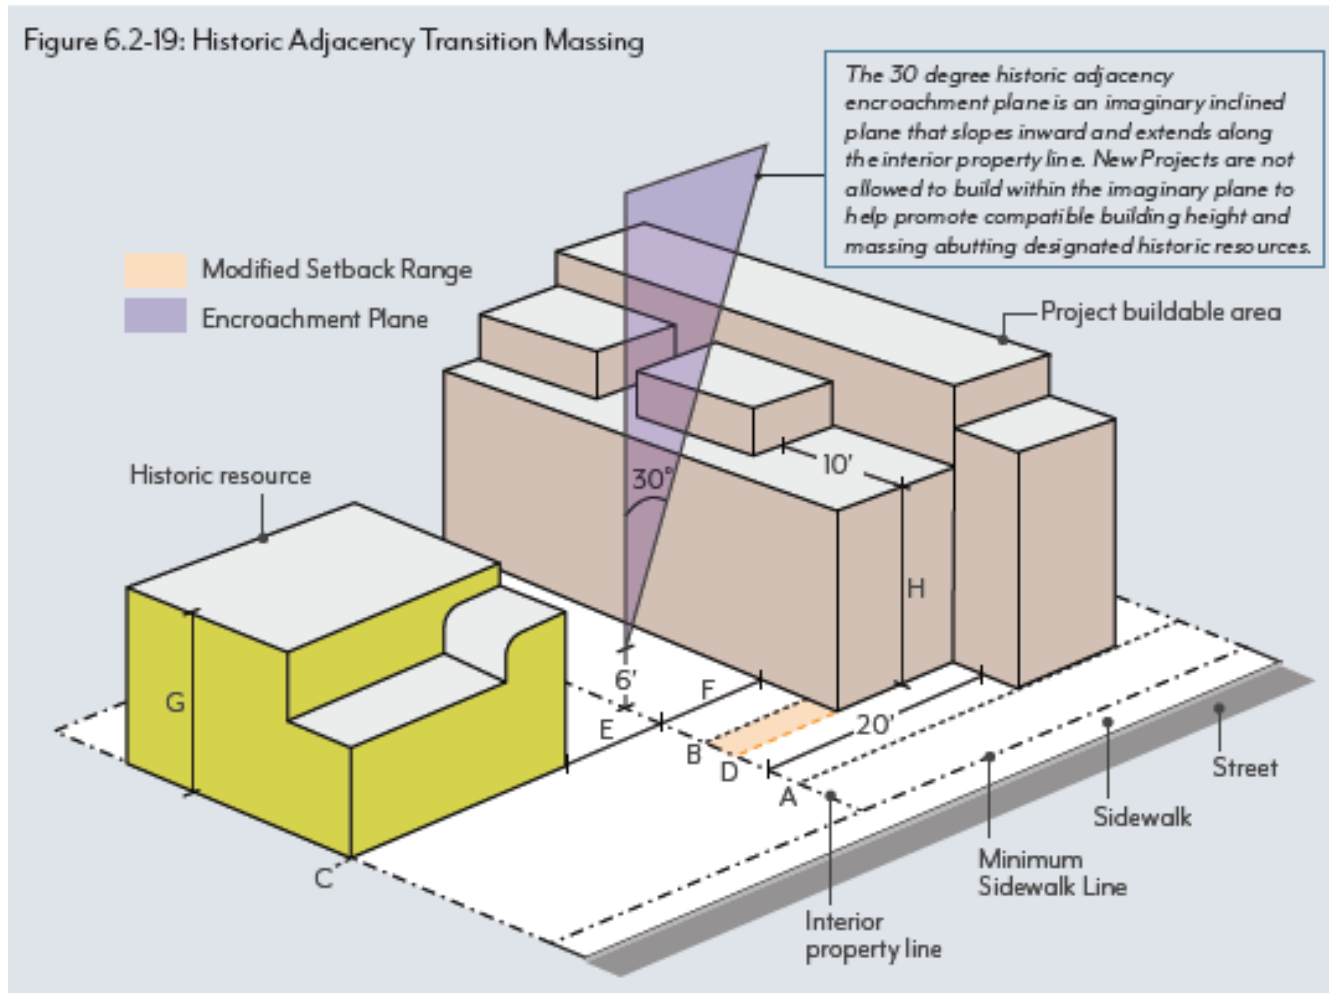 Figure 6.2-19: Historic Adjacency Transition Massing
The 30 degree historic adjacency
encroachment plane is an imaginary inclined
plane that slopes inward and extends along
the interior property line. New Projects are not
allowed to build within the imaginary plane to
help promote compatible building height and
massing abutting designated historic resources.
Modified Setback Range
Encroachment Plane
Project buildable area
Historic resource
30°
10'
H
G
6'
F
E
B
D
20'
A
C
Street
Sidewalk
Minimum
Sidewalk Line
Interior
property line